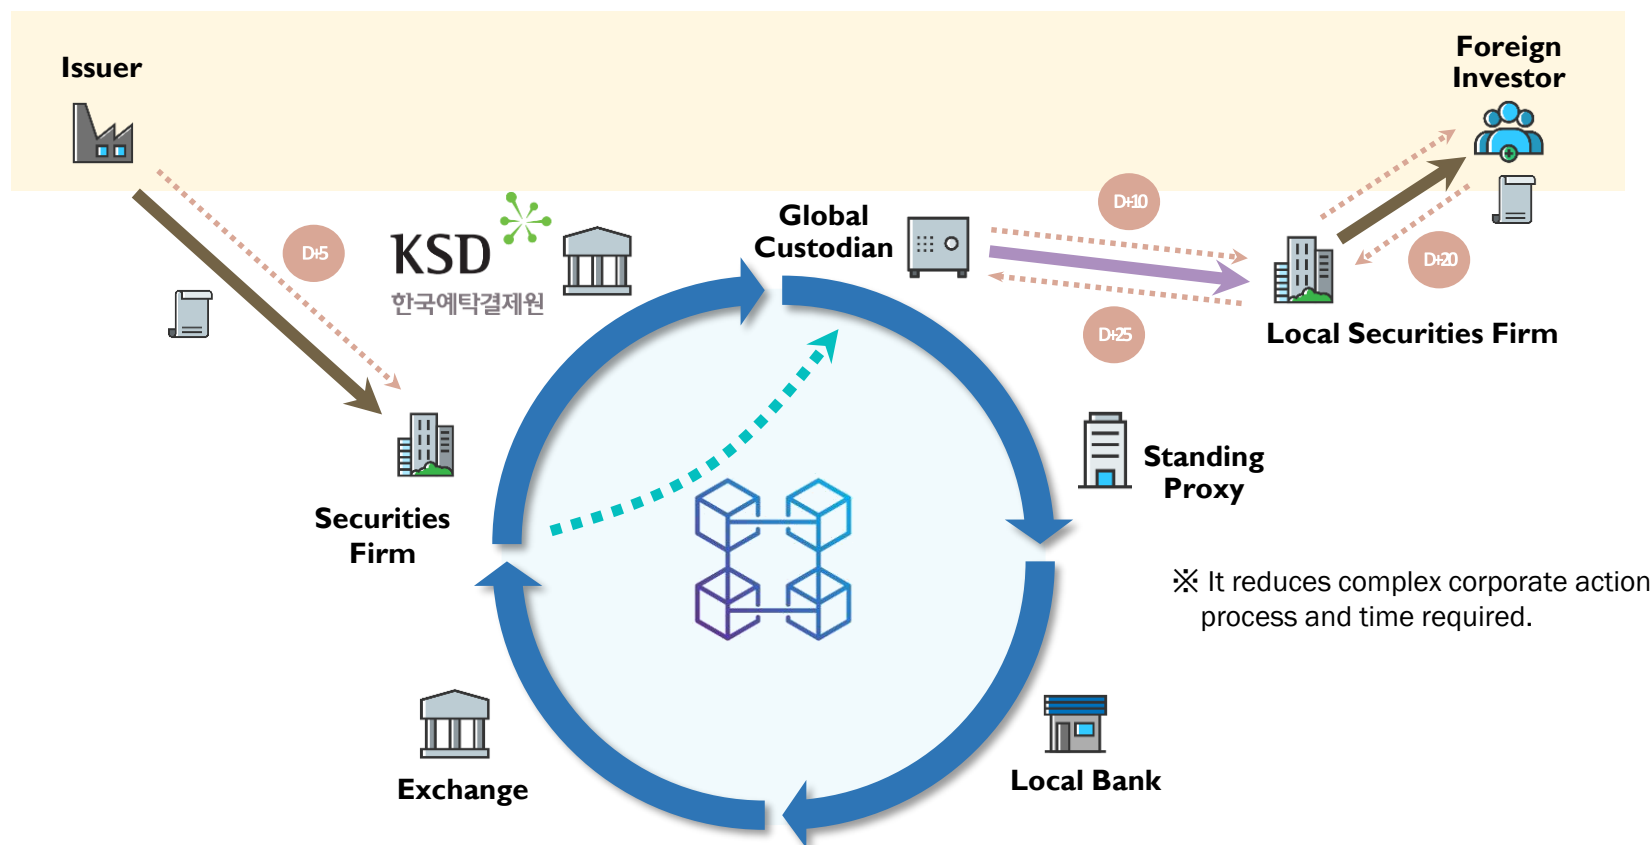 Issuer
Foreign
Investor
D+5
KSD
한국예탁결제원
Global
Custodian
D+10
D+20
D+25
Local Securities Firm
Standing
Proxy
Securities
Firm
※ It reduces complex corporate action
process and time required.
Exchange
Local Bank